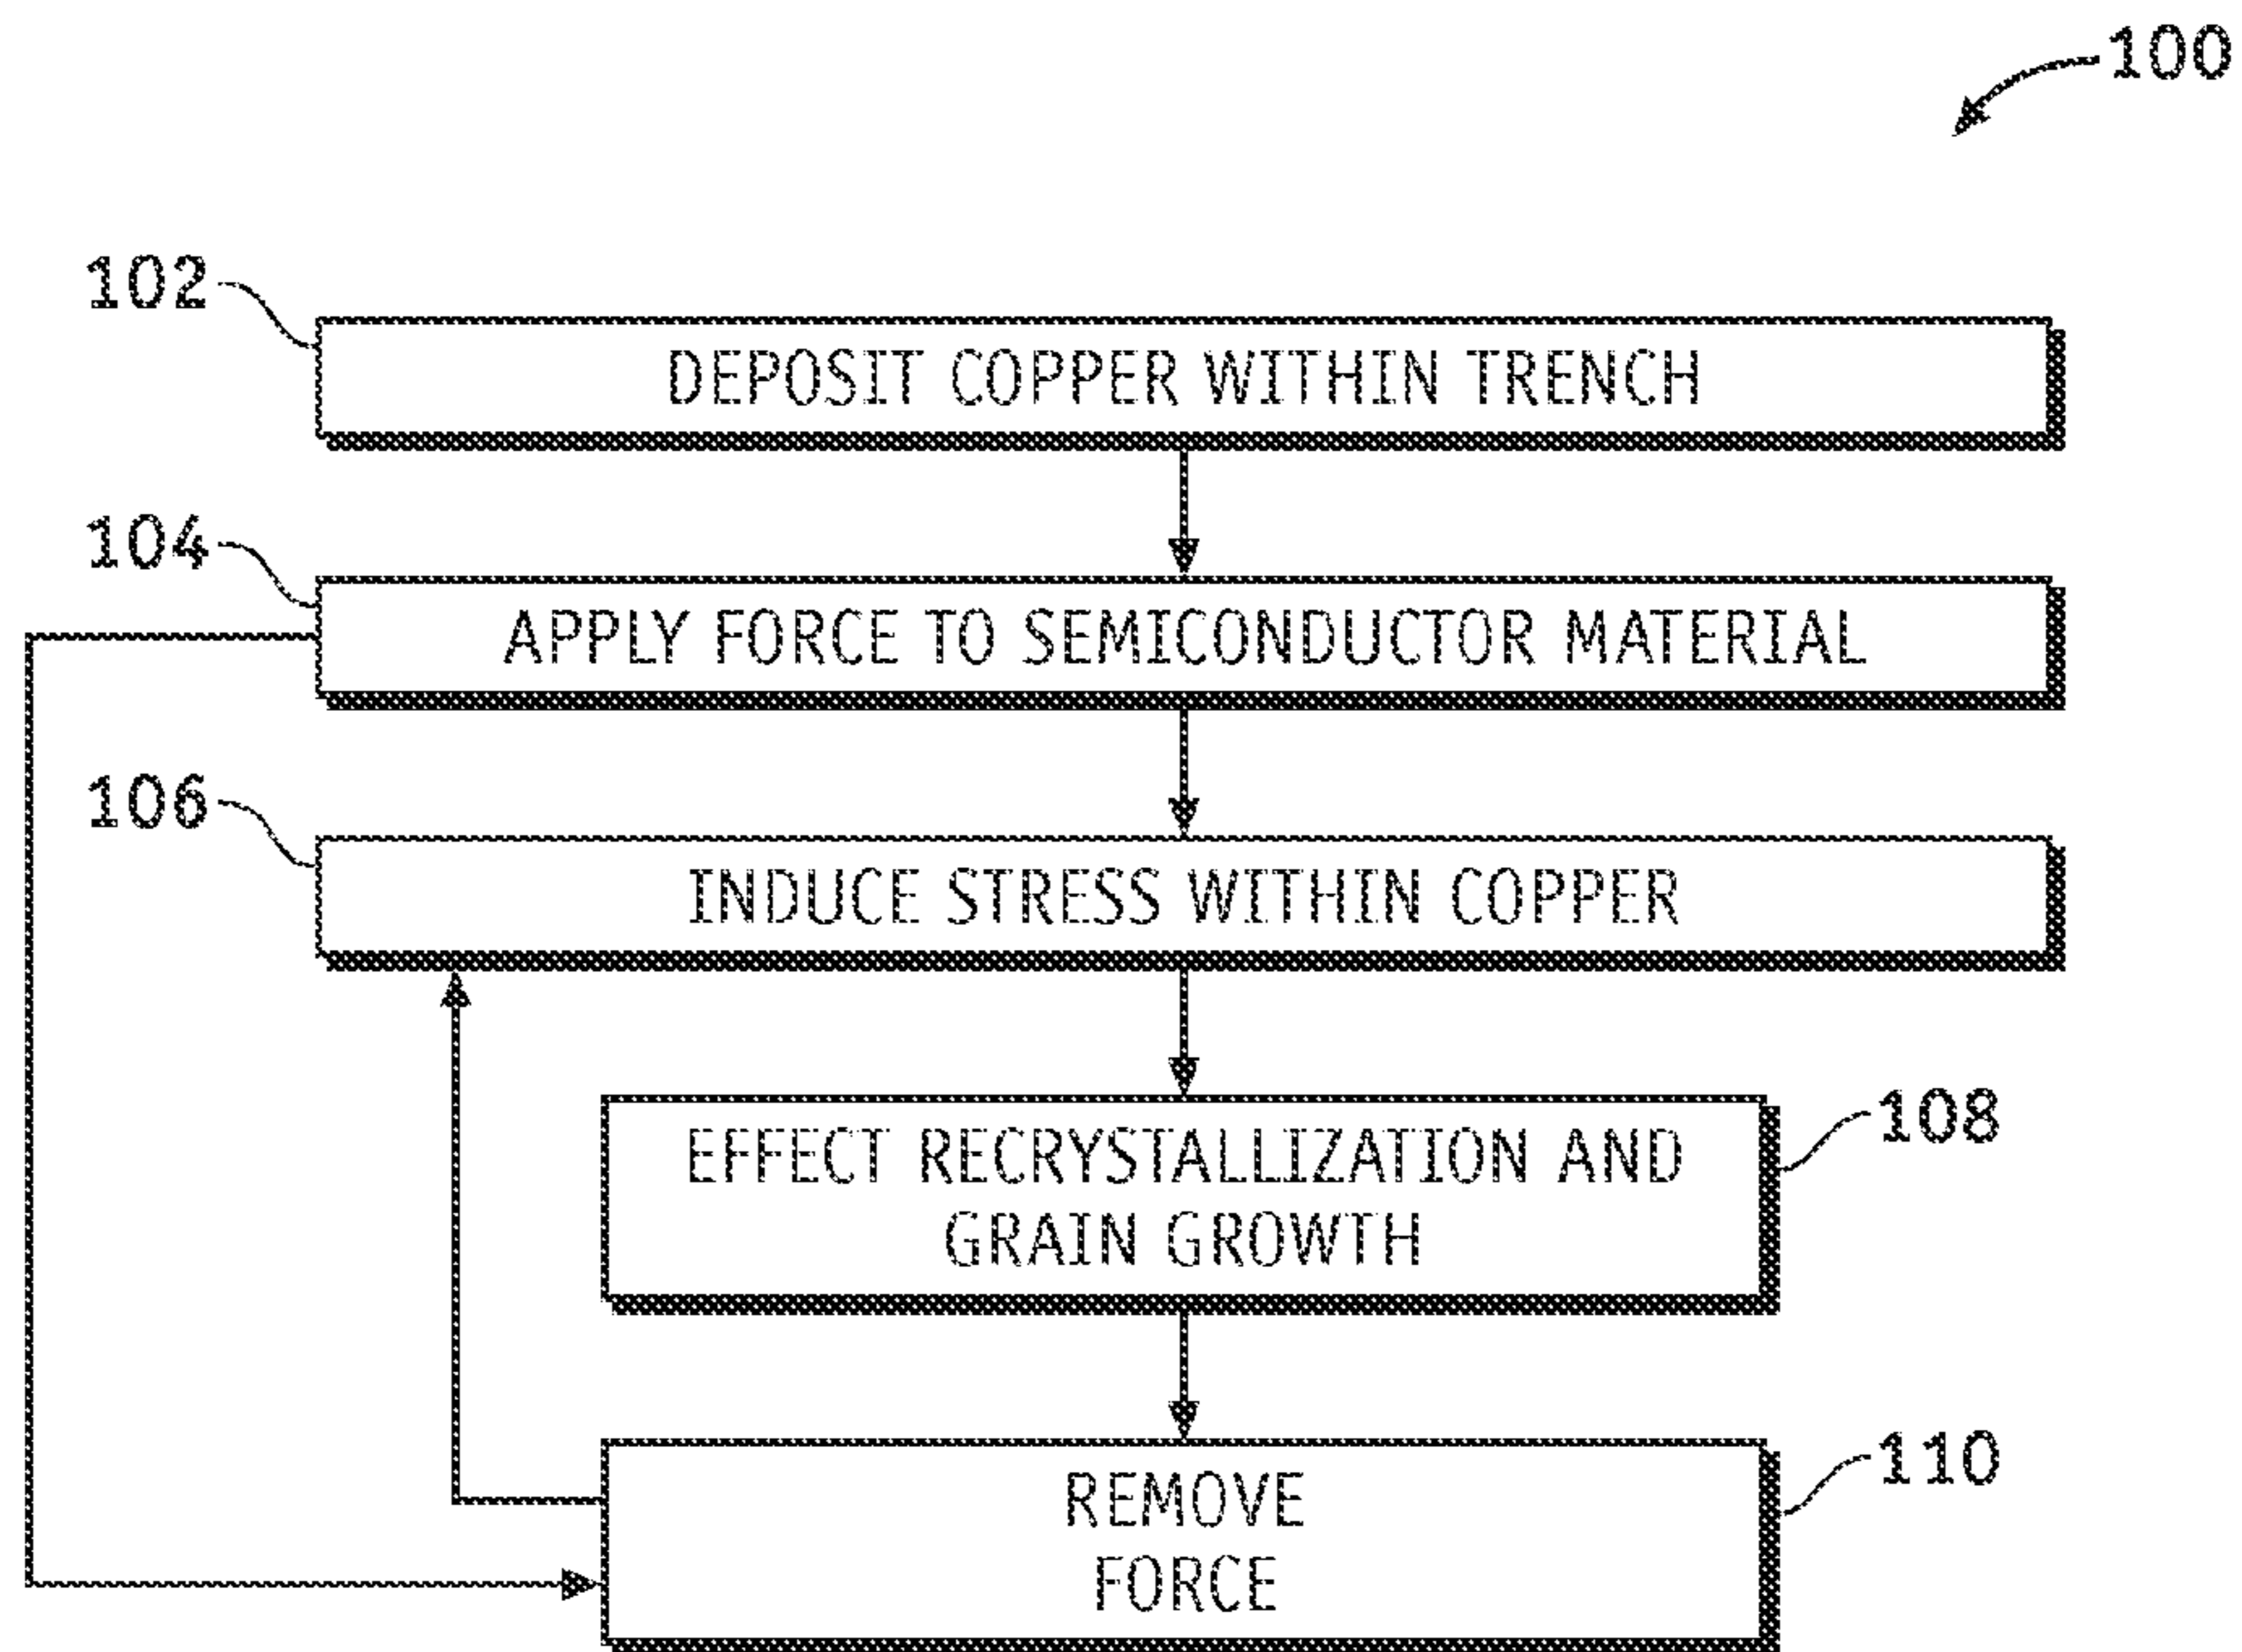 100
102
DEPOSIT COPPER WITHIN TRENCH
104
APPLY FORCE TO SEMICONDUCTOR MATERIAL
106
INDUCE STRESS WITHIN COPPER
108
EFFECT RECRYSTALLIZATION AND
GRAIN GROWTH
110
REMOVE
FORCE